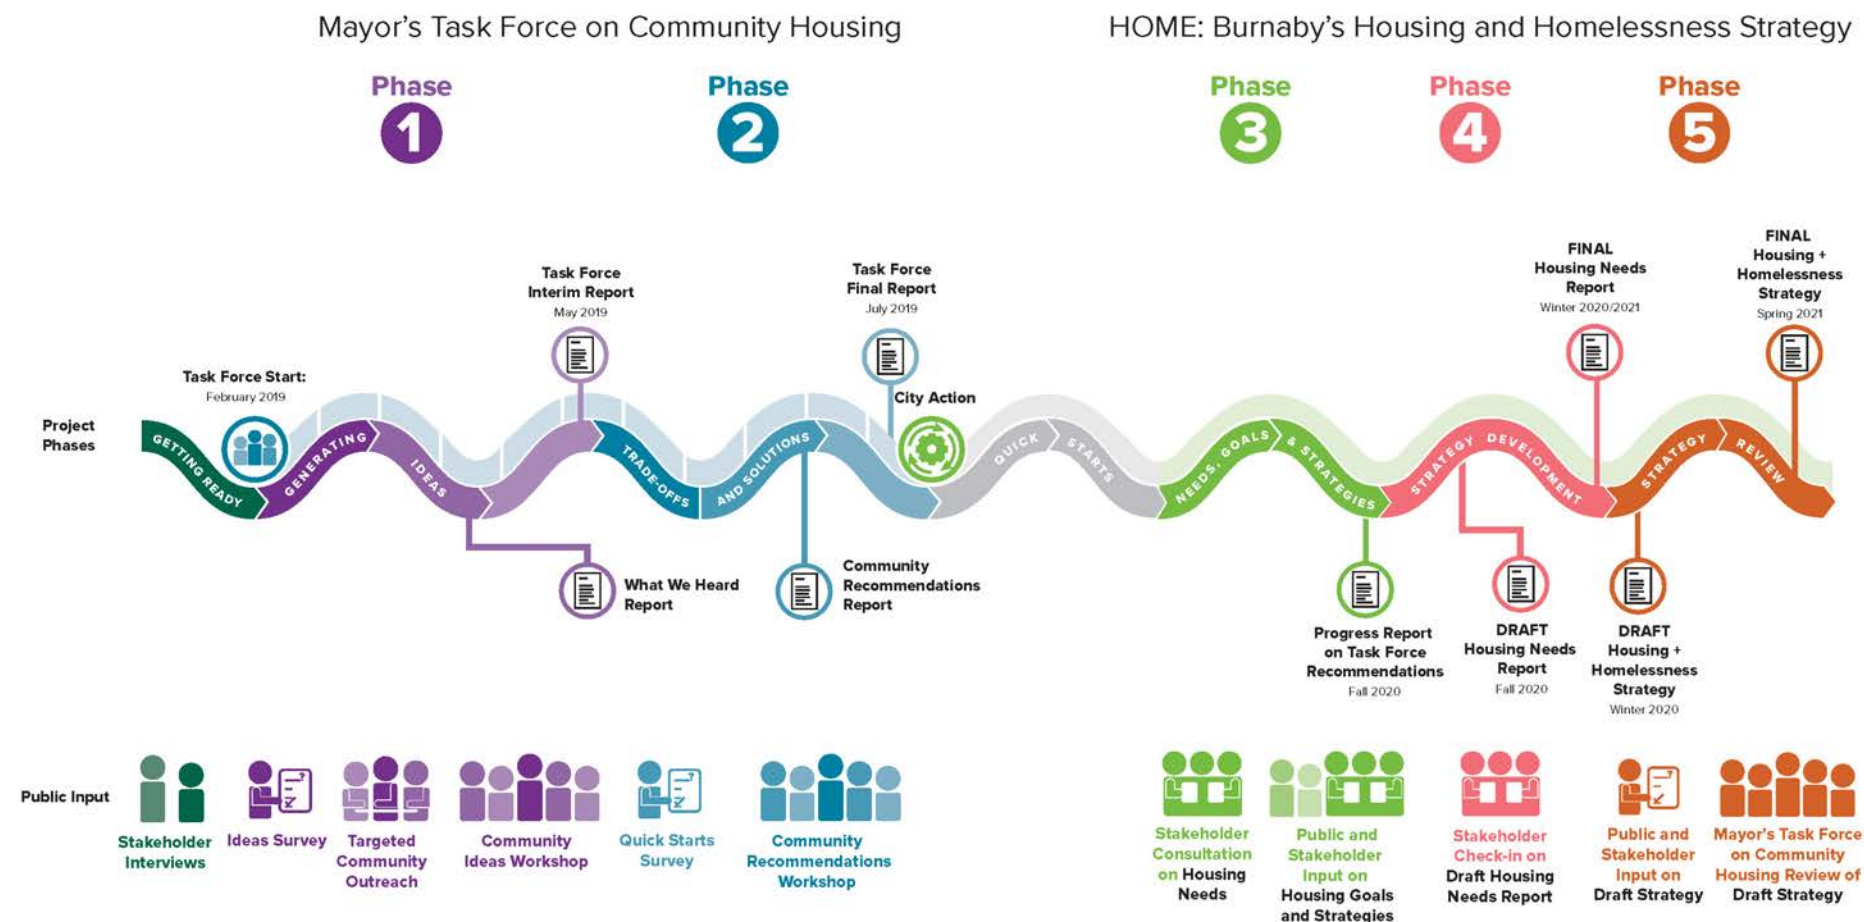 Mayor's Task Force on Community Housing
HOME: Burnaby's Housing and Homelessness Strategy
Phase
1
Phase
2
Phase
3
Phase
4
Phase
5
Task Force Start:
February 2019
Task Force
Interim Report
May 2019
Task Force
Final Report
July 2019
City Action
FINAL
Housing Needs
Report
Winter 2020/2021
FINAL
Housing +
Homelessness
Strategy
Spring 2021
Project
Phases
GETTING READY
GENERATING
IDEAS
TRADE-OFFS
AND SOLUTIONS
QUICK
STARTS
NEEDS, GOALS
& STRATEGIES
STRATEGY DEVELOPMENT
STRATEGY
REVIEW
What We Heard
Report
Community
Recommendations
Report
Progress Report
on Task Force
Recommendations
Fall 2020
DRAFT
Housing Needs
Report
Fall 2020
DRAFT
Housing +
Homelessness
Strategy
Winter 2020
Public Input
Stakeholder
Interviews
Ideas Survey
Targeted
Community
Outreach
Community
Ideas Workshop
Quick Starts
Survey
Community
Recommendations
Workshop
Stakeholder
Consultation
on Housing
Needs
Public and
Stakeholder
Input on
Housing Goals
and Strategies
Stakeholder
Check-in on
Draft Housing
Needs Report
Public and
Stakeholder
Input on
Draft Strategy
Mayor's Task Force
on Community
Housing Review of
Draft Strategy